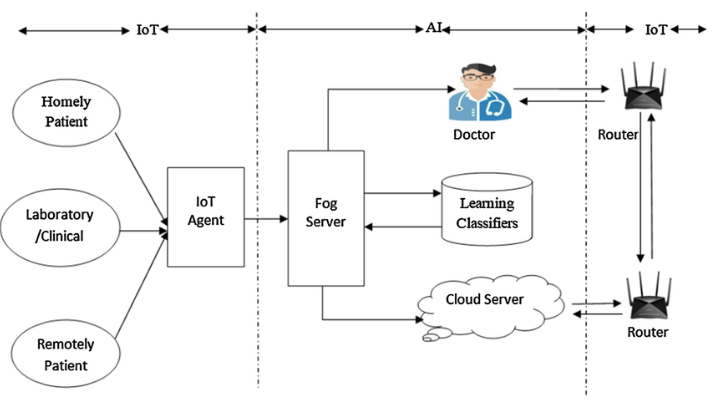 IoT
AI
IoT
Homely
Patient
Doctor
Router
Laboratory
/Clinical
IoT
Agent
Fog
Server
Learning
Classifiers
Cloud Server
Router
Remotely
Patient